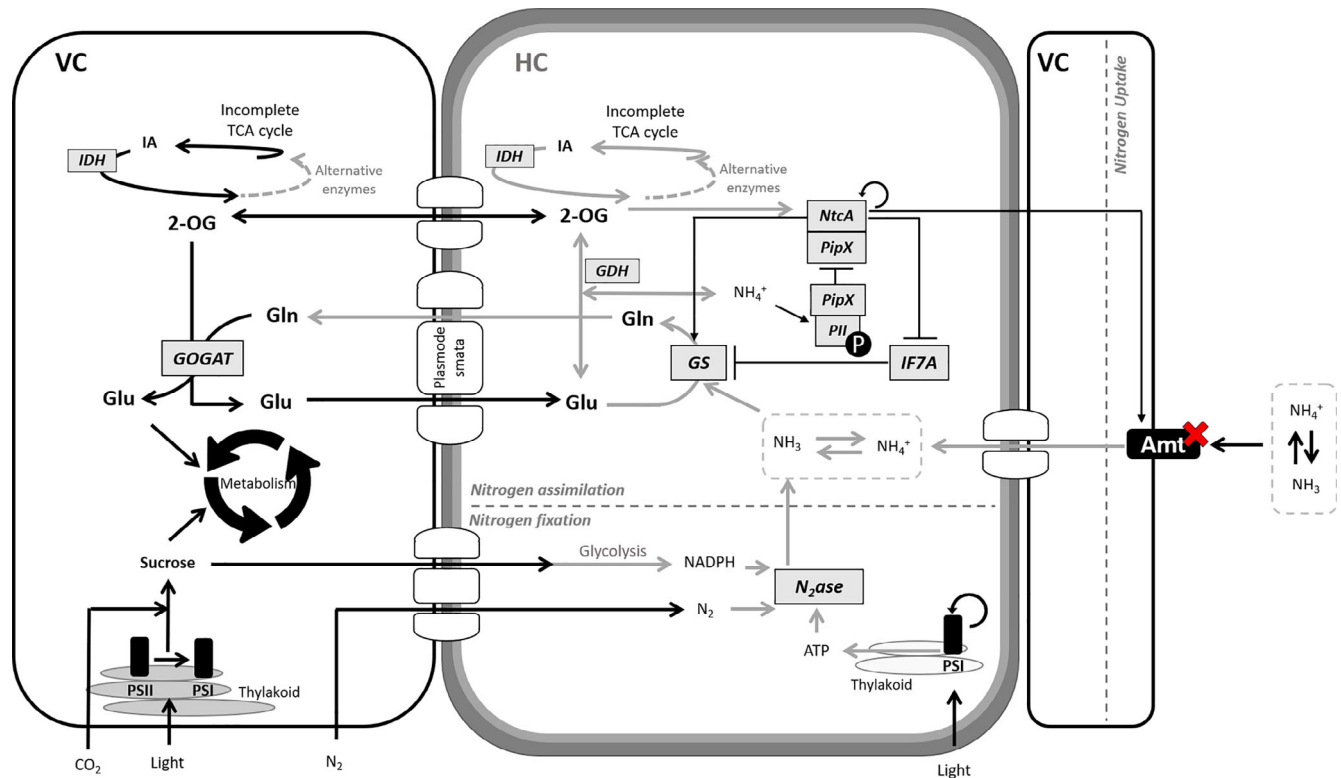 VC
HC
VC
Nitrogen Uptake
Incomplete
TCA cycle
IA
IDH
Alternative
enzymes
2-OG
Gln
GOGAT
Glu
Glu
Metabolism
Sucrose
PSII
PSI
Thylakoid
CO2
Light
N2
Plasmode
smata
Incomplete
TCA cycle
IA
IDH
Alternative
enzymes
2-OG
NtcA
PipX
GDH
NH4+
PipX
PII
P
Gln
GS
IF7A
Glu
NH3
NH4+
Nitrogen assimilation
Nitrogen fixation
Glycolysis
NADPH
N2ase
N2
ATP
PSI
Thylakoid
Light
Amt
NH4+
NH3